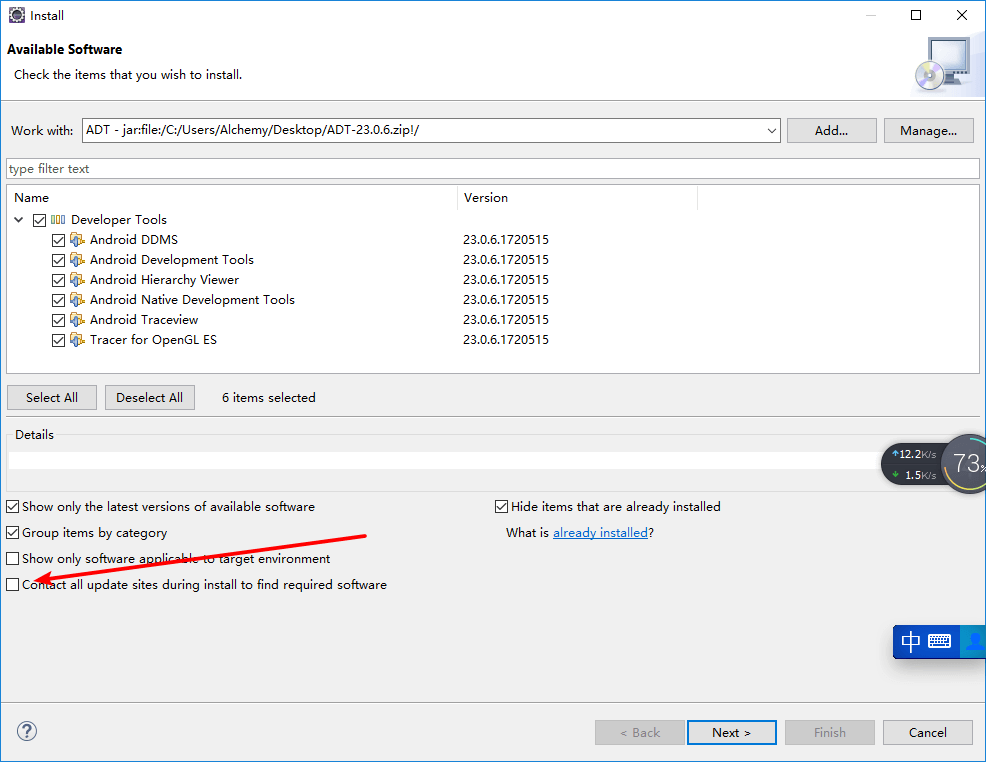 Install
Available Software
Check the items that you wish to install.
Work with: ADT - jar:file:/C:/Users/Alchemy/Desktop/ADT-23.0.6.zip!/ Add... Manage...
type filter text
Name Version
Developer Tools
Android DDMS 23.0.6.1720515
Android Development Tools 23.0.6.1720515
Android Hierarchy Viewer 23.0.6.1720515
Android Native Development Tools 23.0.6.1720515
Android Traceview 23.0.6.1720515
Tracer for OpenGL ES 23.0.6.1720515
Select All Deselect All 6 items selected
Details
12.2K/s
1.5K/s
73%
Show only the latest versions of available software Hide items that are already installed
Group items by category What is already installed?
Show only software applicable to target environment
Contact all update sites during install to find required software
中
? < Back Next > Finish Cancel